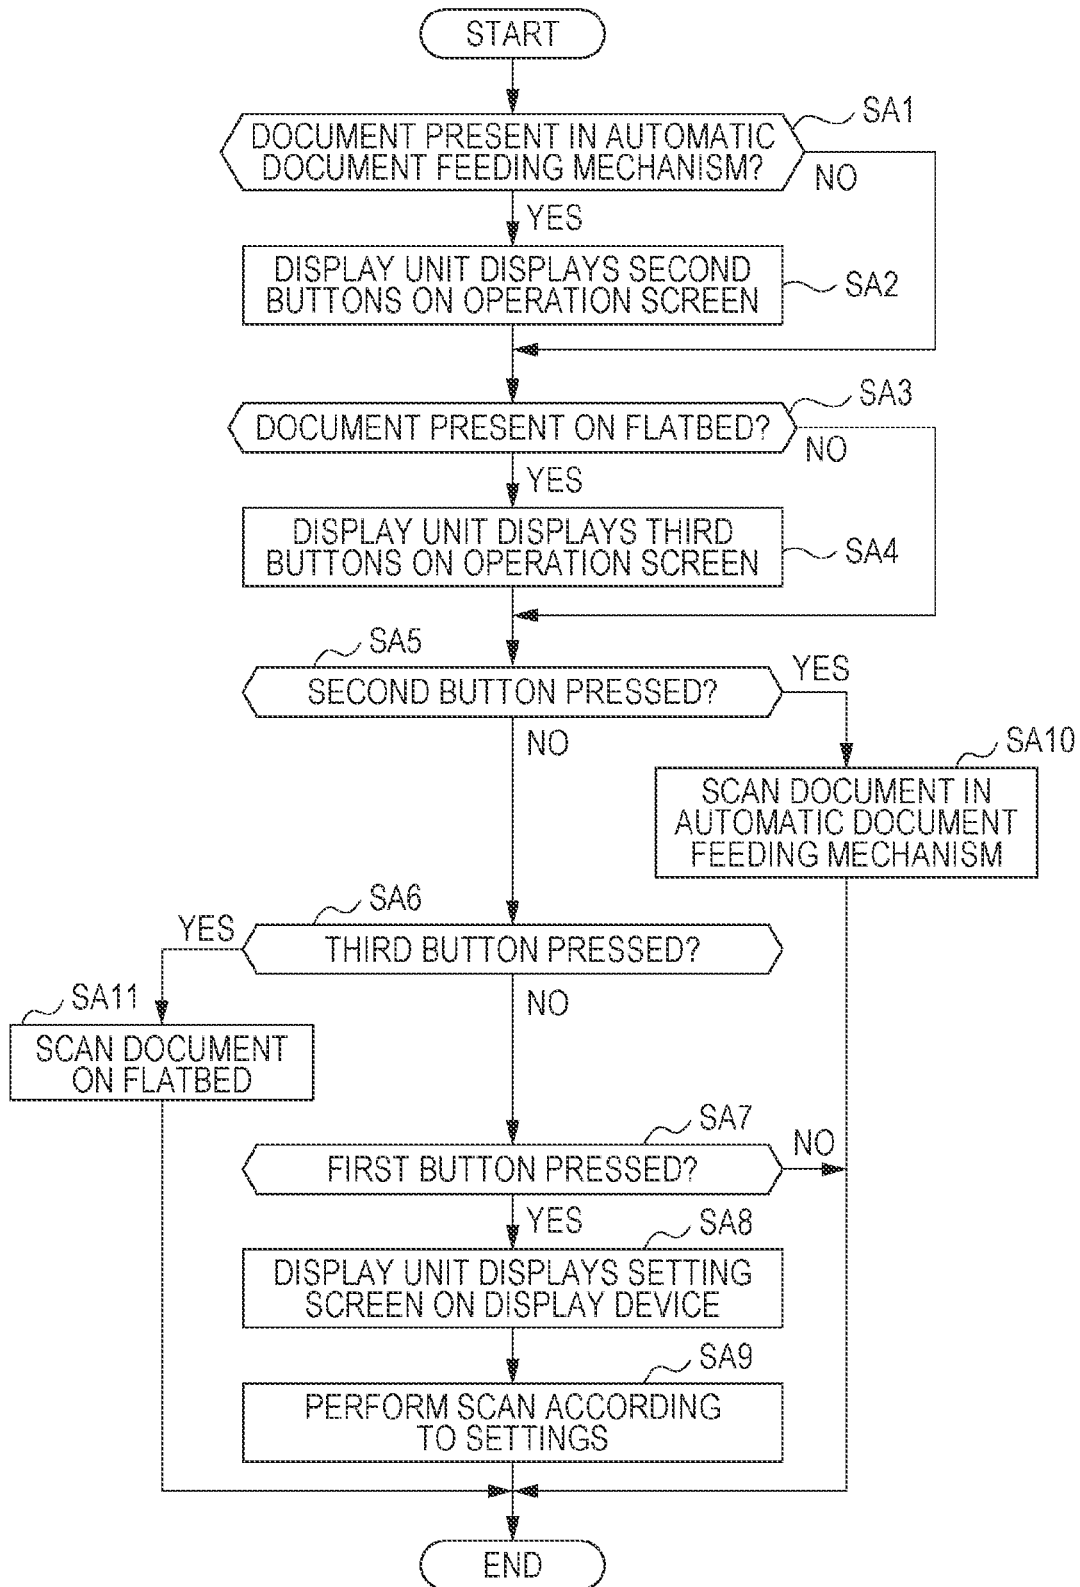 START
SA1
DOCUMENT PRESENT IN AUTOMATIC
DOCUMENT FEEDING MECHANISM?
NO
YES
DISPLAY UNIT DISPLAYS SECOND
BUTTONS ON OPERATION SCREEN
SA2
SA3
DOCUMENT PRESENT ON FLATBED?
NO
YES
DISPLAY UNIT DISPLAYS THIRD
BUTTONS ON OPERATION SCREEN
SA4
SA5
SECOND BUTTON PRESSED?
YES
NO
SA10
SCAN DOCUMENT IN
AUTOMATIC DOCUMENT
FEEDING MECHANISM
SA6
YES
THIRD BUTTON PRESSED?
NO
SA11
SCAN DOCUMENT
ON FLATBED
SA7
FIRST BUTTON PRESSED?
NO
YES
SA8
DISPLAY UNIT DISPLAYS SETTING
SCREEN ON DISPLAY DEVICE
SA9
PERFORM SCAN ACCORDING
TO SETTINGS
END